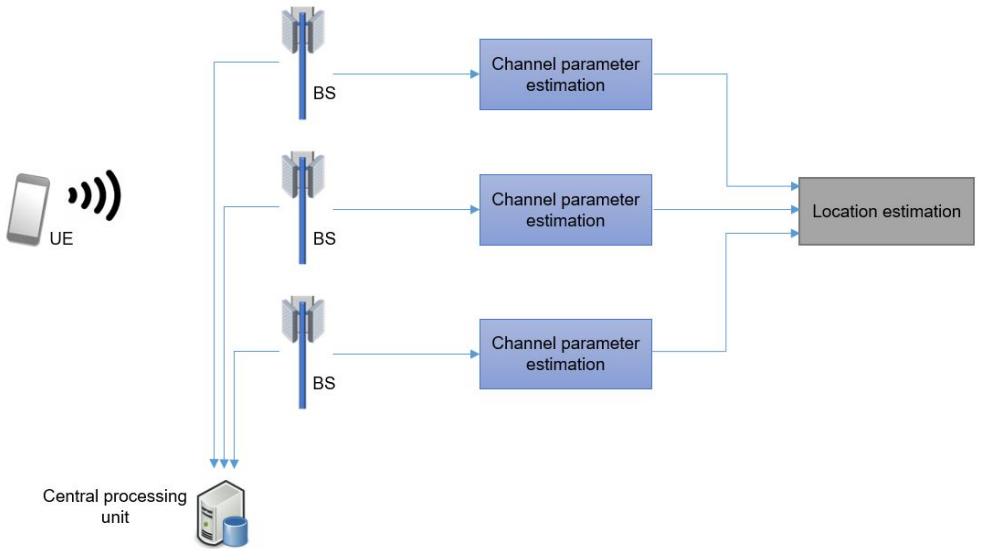 BS
Channel parameter
estimation
UE
BS
Channel parameter
estimation
Location estimation
BS
Channel parameter
estimation
Central processing
unit